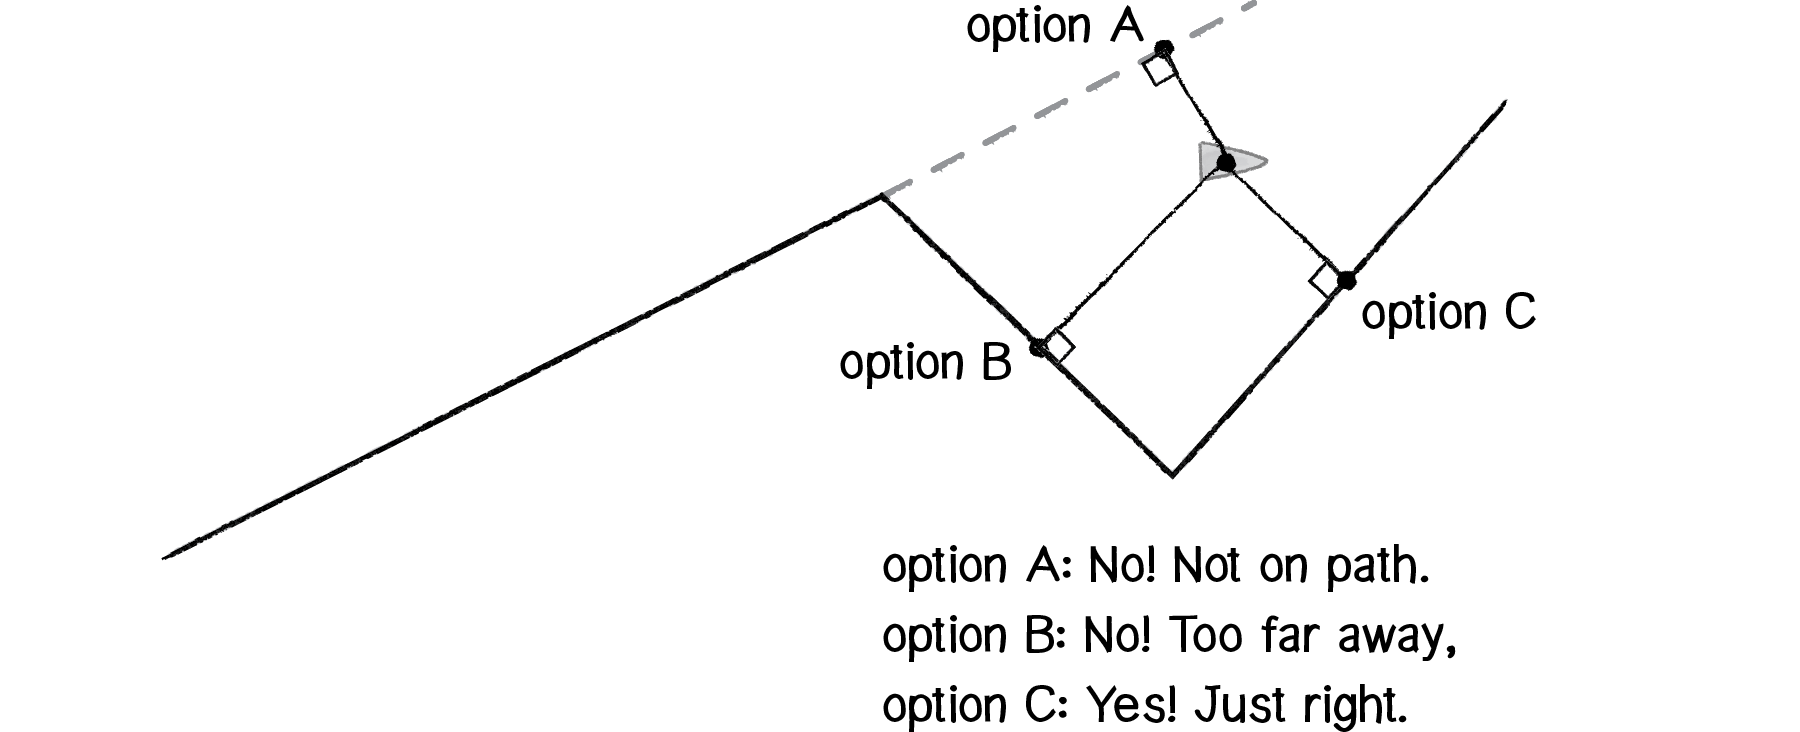 option A
option B
option C
option A: No! Not on path.
option B: No! Too far away,
option C: Yes! Just right.